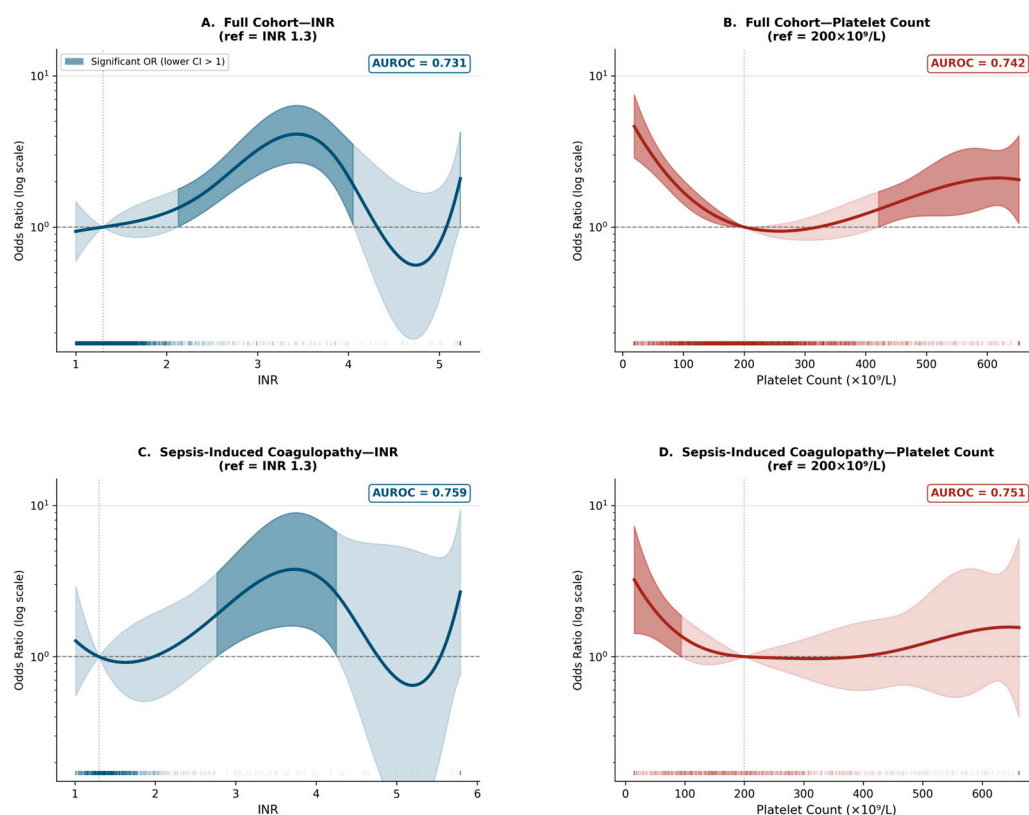 A. Full Cohort—INR
(ref = INR 1.3)
Significant OR (lower CI > 1)
AUROC = 0.731
Odds Ratio (log scale)
10¹
10⁰
1
2
3
4
5
INR
B. Full Cohort—Platelet Count
(ref = 200×10⁹/L)
AUROC = 0.742
Odds Ratio (log scale)
10¹
10⁰
0
100
200
300
400
500
600
Platelet Count (×10⁹/L)
C. Sepsis-Induced Coagulopathy—INR
(ref = INR 1.3)
AUROC = 0.759
Odds Ratio (log scale)
10¹
10⁰
1
2
3
4
5
6
INR
D. Sepsis-Induced Coagulopathy—Platelet Count
(ref = 200×10⁹/L)
AUROC = 0.751
Odds Ratio (log scale)
10¹
10⁰
0
100
200
300
400
500
600
Platelet Count (×10⁹/L)